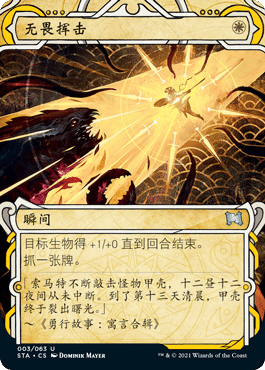 无畏挥击
瞬间
目标生物得 +1/+0 直到回合结束。
抓一张牌。
索马特不断敲击怪物甲壳，十二昼十二
夜间从未中断。到了第十三天清晨，甲壳
终于裂出曙光。
～《勇行故事：寓言合辑》
003/063 U
STA • CS DOMINIK MAYER
™ & © 2021 Wizards of the Coast